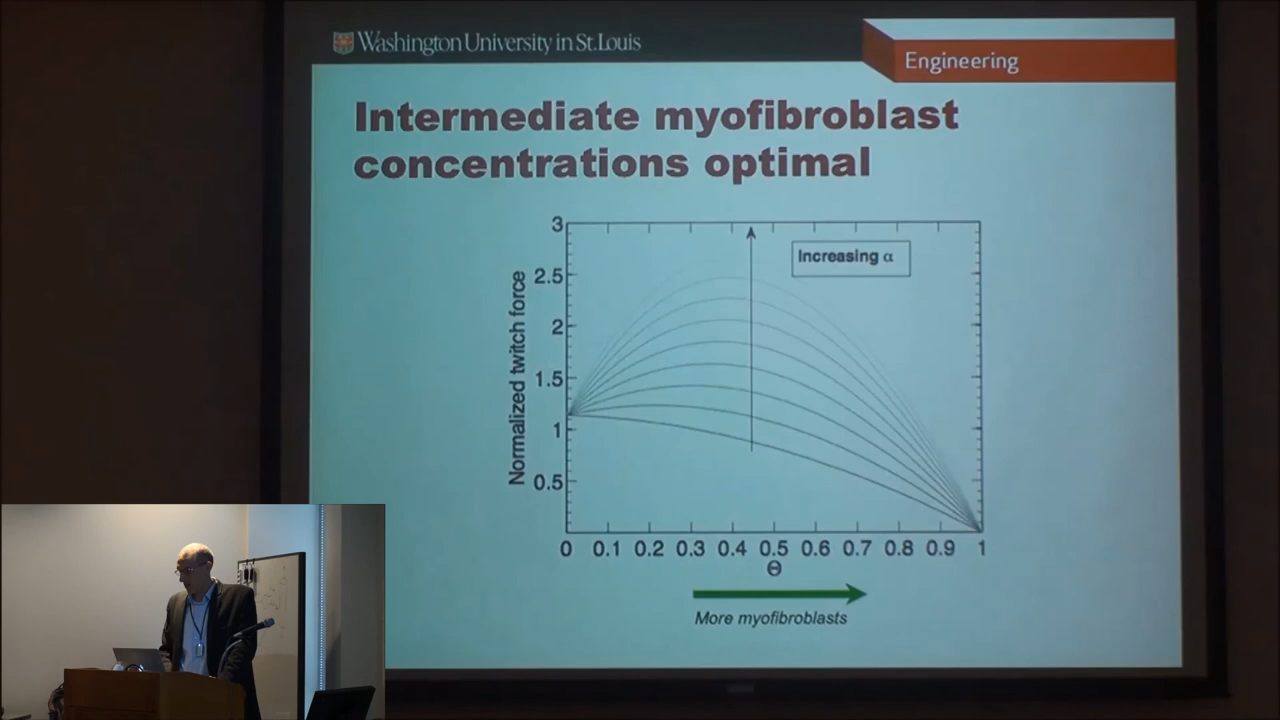 Washington University in St. Louis
Engineering
Intermediate myofibroblast
concentrations optimal
3
2.5
2
1.5
1
0.5
Normalized twitch force
Increasing α
0 0.1 0.2 0.3 0.4 0.5 0.6 0.7 0.8 0.9 1
Θ
More myofibroblasts